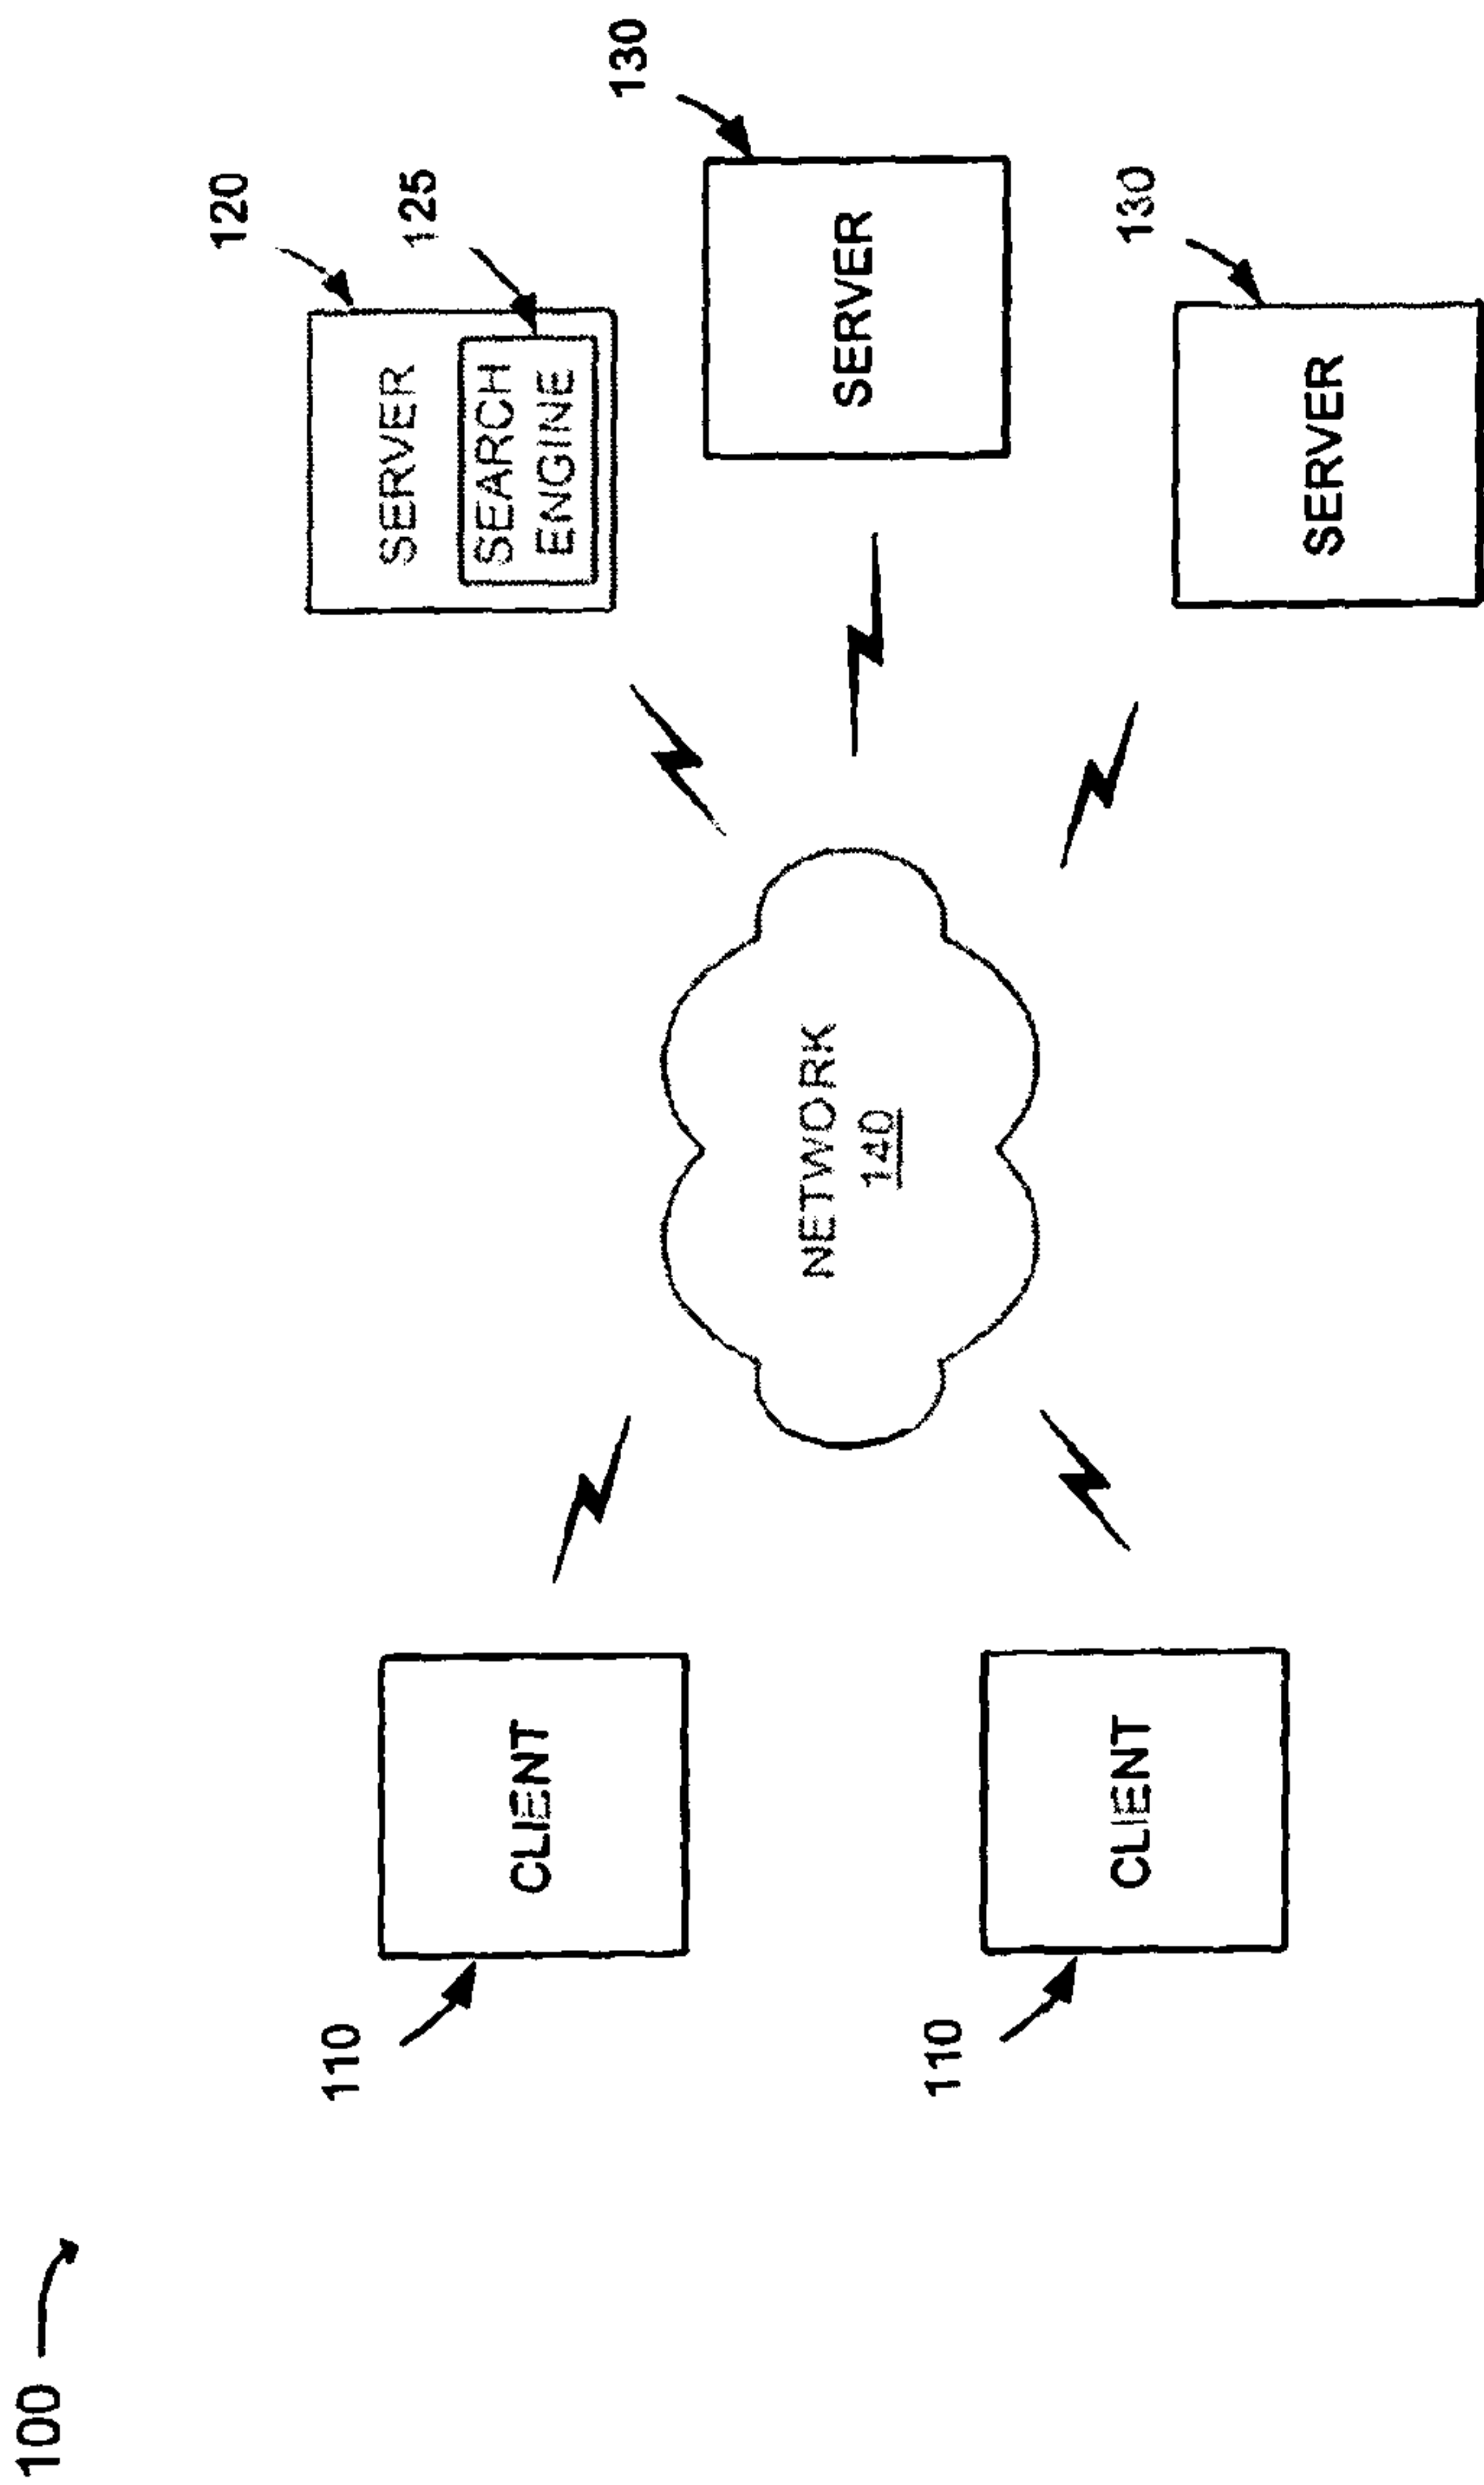 100
110
CLIENT
110
CLIENT
NETWORK
140
120
125
SERVER
SEARCH
ENGINE
130
SERVER
130
SERVER